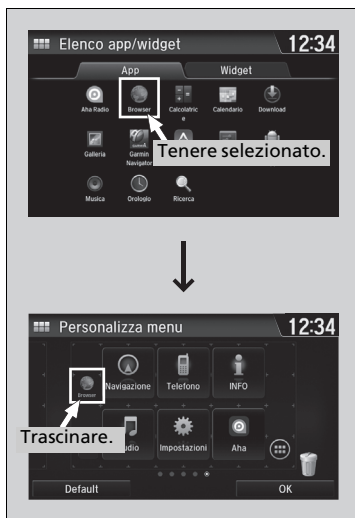 Elenco app/widget 12:34
App Widget
Aha Radio Browser Calcolatric
e Calendario Download
Tenere selezionato.
Galleria Garmin
Navigator
Musica Orologio Ricerca
Personalizza menu 12:34
Browser Navigazione Telefono INFO
Trascinare.
udio Impostazioni Aha
Default OK